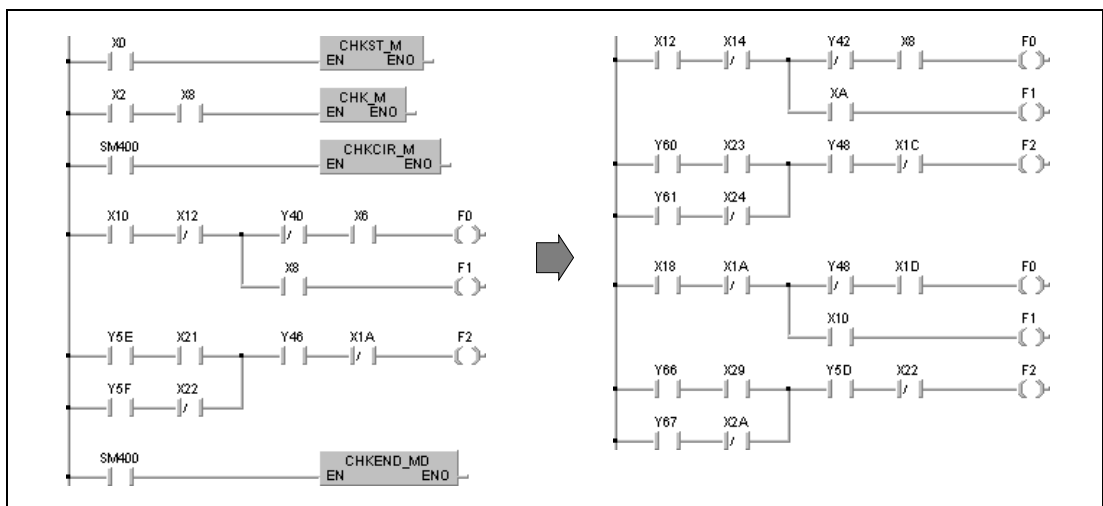 X0 CHKST_M
EN ENO
X2 X8 CHK_M
EN ENO
SM400 CHKCIR_M
EN ENO
X10 X12 Y40 X6 F0
X8 F1
Y5E X21 Y46 X1A F2
Y5F X22
SM400 CHKEND_MD
EN ENO
X12 X14 Y42 X8 F0
XA F1
Y60 X23 Y48 X1C F2
Y61 X24
X18 X1A Y48 X1D F0
X10 F1
Y66 X29 Y5D X22 F2
Y67 X2A